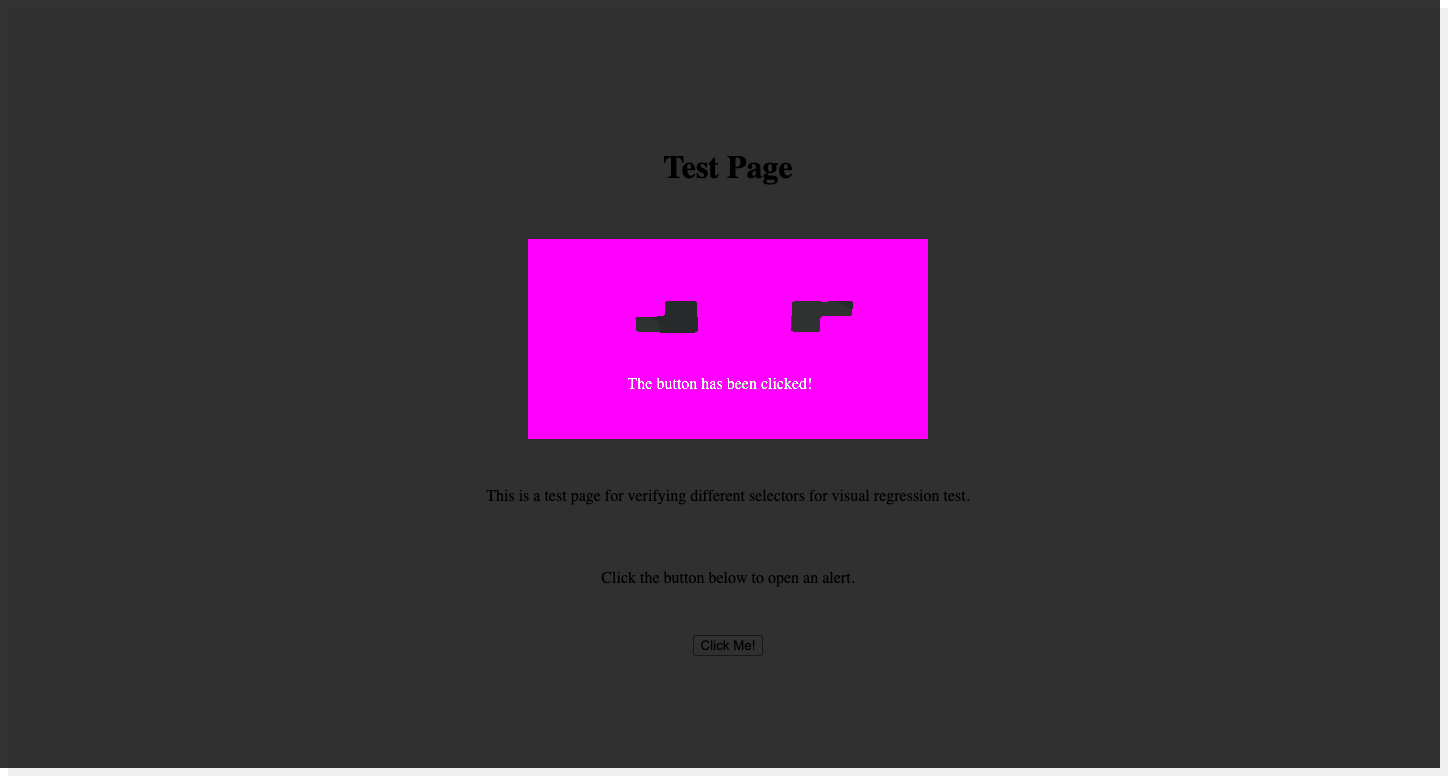 Test Page
The button has been clicked!
This is a test page for verifying different selectors for visual regression test.
Click the button below to open an alert.
Click Me!